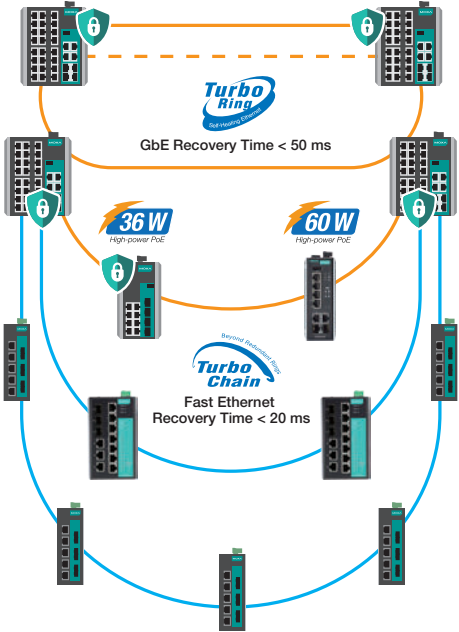 Turbo
Ring
Self-Healing Ethernet
GbE Recovery Time < 50 ms
36 W
High-power PoE
60 W
High-power PoE
Beyond Redundant Rings
Turbo
Chain
Fast Ethernet
Recovery Time < 20 ms